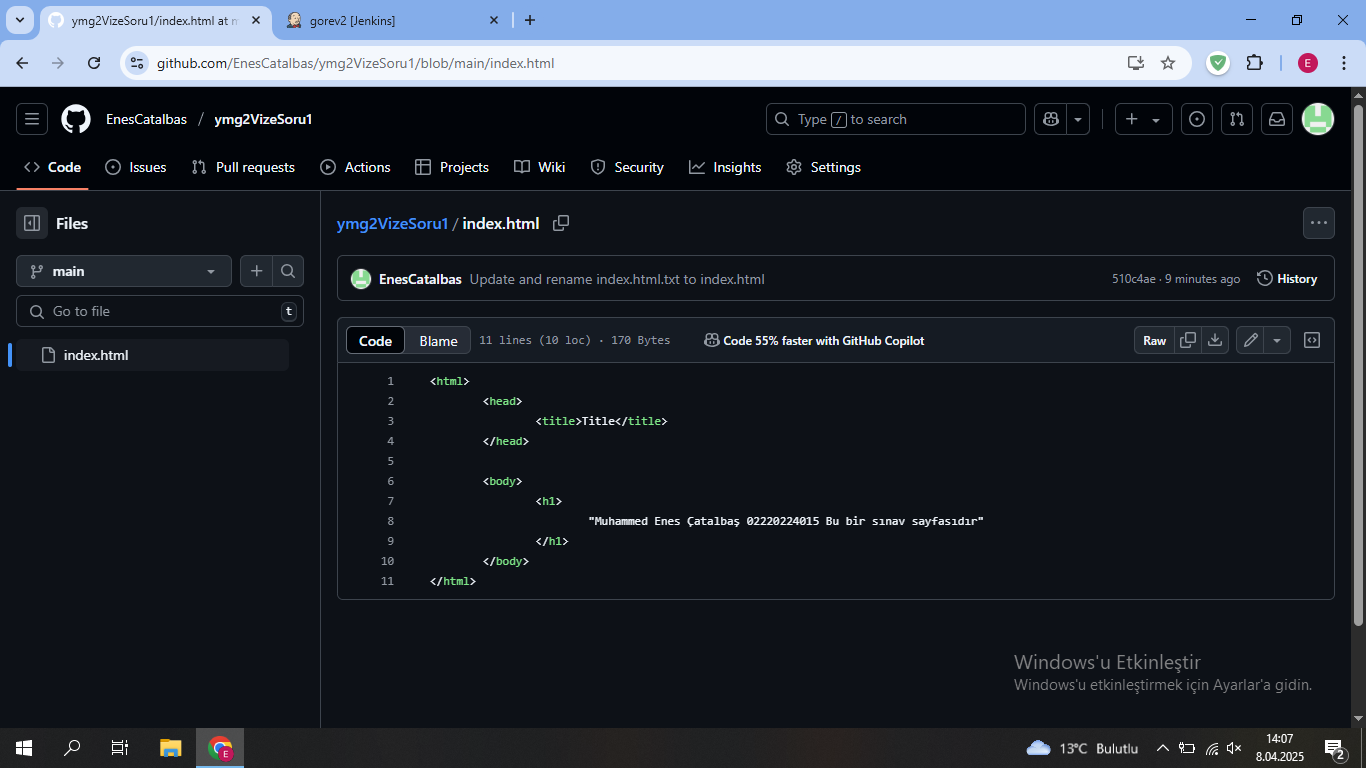 ymg2VizeSoru1/index.html at m
gorev2 [Jenkins]
github.com/EnesCatalbas/ymg2VizeSoru1/blob/main/index.html
E
EnesCatalbas / ymg2VizeSoru1
Type / to search
Code
Issues
Pull requests
Actions
Projects
Wiki
Security
Insights
Settings
Files
main
Go to file
t
index.html
ymg2VizeSoru1 / index.html
EnesCatalbas Update and rename index.html.txt to index.html
510c4ae · 9 minutes ago
History
Code
Blame
11 lines (10 loc) · 170 Bytes
Code 55% faster with GitHub Copilot
Raw
1 <html>
2 <head>
3 <title>Title</title>
4 </head>
5
6 <body>
7 <h1>
8 "Muhammed Enes Çatalbaş 02220224015 Bu bir sınav sayfasıdır"
9 </h1>
10 </body>
11 </html>
Windows'u Etkinleştir
Windows'u etkinleştirmek için Ayarlar'a gidin.
E
13°C Bulutlu
14:07
8.04.2025
2